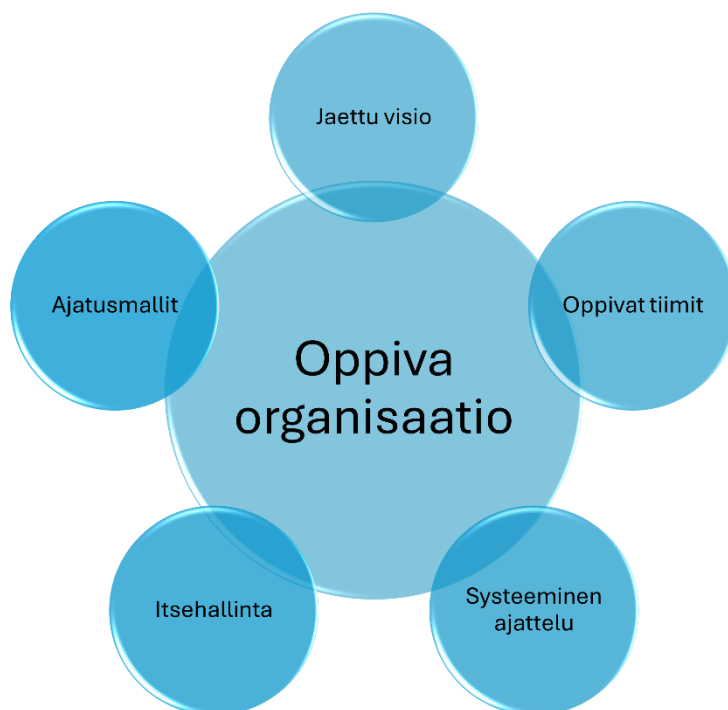 Jaettu visio
Ajatusmallit
Oppivat tiimit
Oppiva
organisaatio
Itsehallinta
Systeeminen
ajattelu